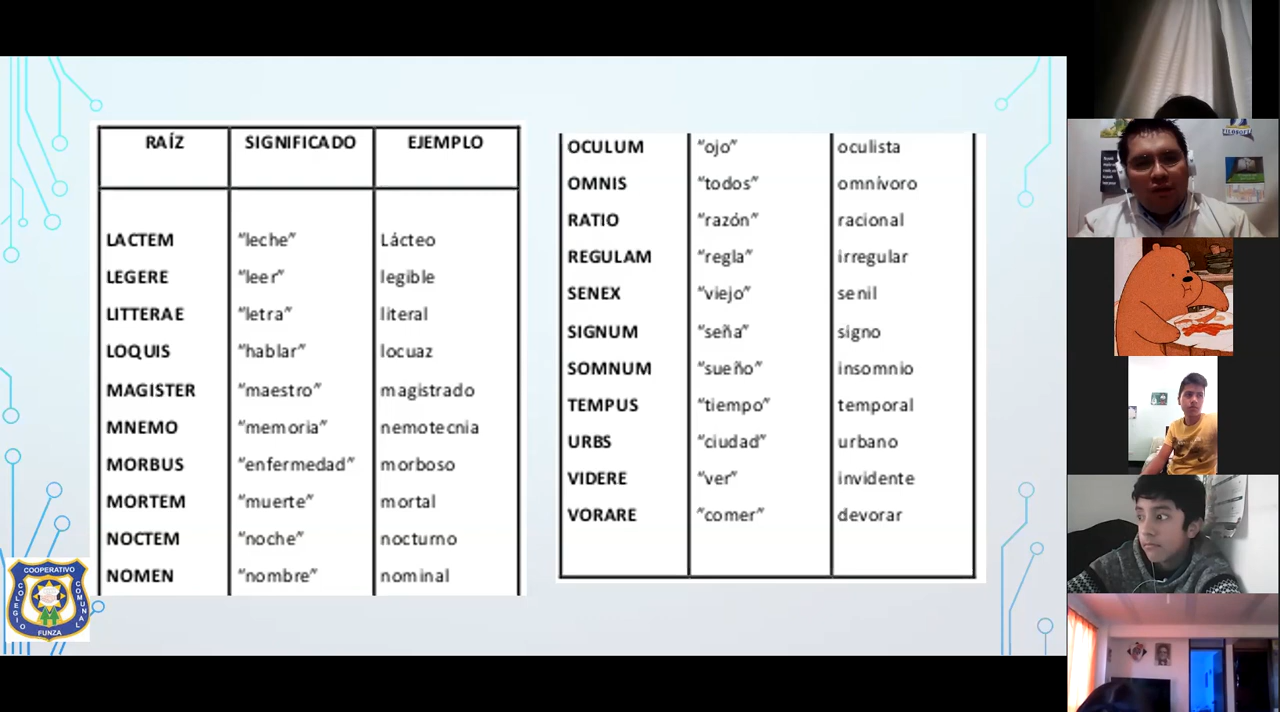 RAÍZ SIGNIFICADO EJEMPLO
LACTEM "leche" Lácteo
LEGERE "leer" legible
LITTERAE "letra" literal
LOQUIS "hablar" locuaz
MAGISTER "maestro" magistrado
MNEMO "memoria" nemotecnia
MORBUS "enfermedad" morboso
MORTEM "muerte" mortal
NOCTEM "noche" nocturno
NOMEN "nombre" nominal
OCULUM "ojo" oculista
OMNIS "todos" omnívoro
RATIO "razón" racional
REGULAM "regla" irregular
SENEX "viejo" senil
SIGNUM "seña" signo
SOMNUM "sueño" insomnio
TEMPUS "tiempo" temporal
URBS "ciudad" urbano
VIDERE "ver" invidente
VORARE "comer" devorar
COOPERATIVO
COLEGIO
COMUNAL
FUNZA